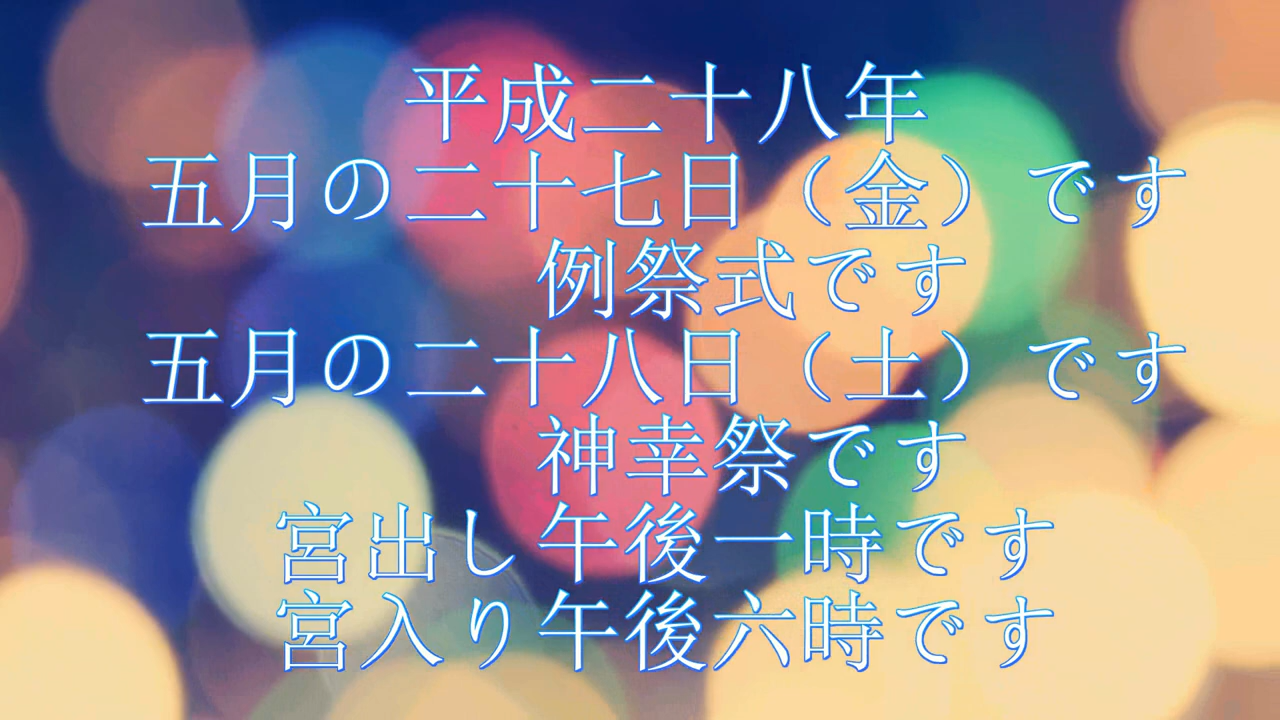 平成二十八年
五月の二十七日（金）です
例祭式です
五月の二十八日（土）です
神幸祭です
宮出し午後一時です
宮入り午後六時です